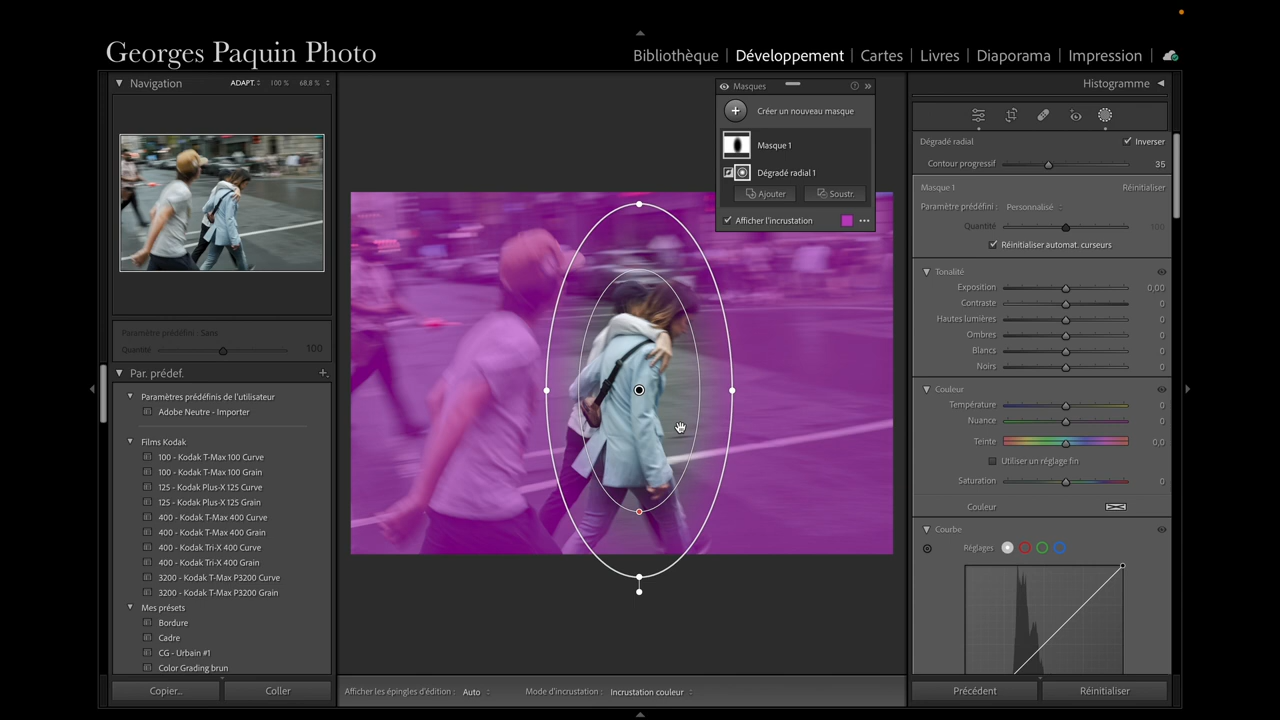 Georges Paquin Photo
Bibliothèque | Développement | Cartes | Livres | Diaporama | Impression
Navigation
ADAPT. 100 % 68.8 %
Paramètre prédéfini : Sans
Quantité 100
Par. prédef.
Paramètres prédéfinis de l'utilisateur
Adobe Neutre - Importer
Films Kodak
100 - Kodak T-Max 100 Curve
100 - Kodak T-Max 100 Grain
125 - Kodak Plus-X 125 Curve
125 - Kodak Plus-X 125 Grain
400 - Kodak T-Max 400 Curve
400 - Kodak T-Max 400 Grain
400 - Kodak Tri-X 400 Curve
400 - Kodak Tri-X 400 Grain
3200 - Kodak T-Max P3200 Curve
3200 - Kodak T-Max P3200 Grain
Mes présets
Bordure
Cadre
CG - Urbain #1
Color Grading brun
Copier...
Coller
Masques
Créer un nouveau masque
Masque 1
Dégradé radial 1
Ajouter
Soustr.
Afficher l'incrustation
Afficher les épingles d'édition : Auto
Mode d'incrustation : Incrustation couleur
Histogramme
Dégradé radial
Inverser
Contour progressif 35
Masque 1
Réinitialiser
Paramètre prédéfini : Personnalisé
Quantité 100
Réinitialiser automat. curseurs
Tonalité
Exposition 0,00
Contraste 0
Hautes lumières 0
Ombres 0
Blancs 0
Noirs 0
Couleur
Température 0
Nuance 0
Teinte 0,0
Utiliser un réglage fin
Saturation 0
Couleur
Courbe
Réglages :
Précédent
Réinitialiser